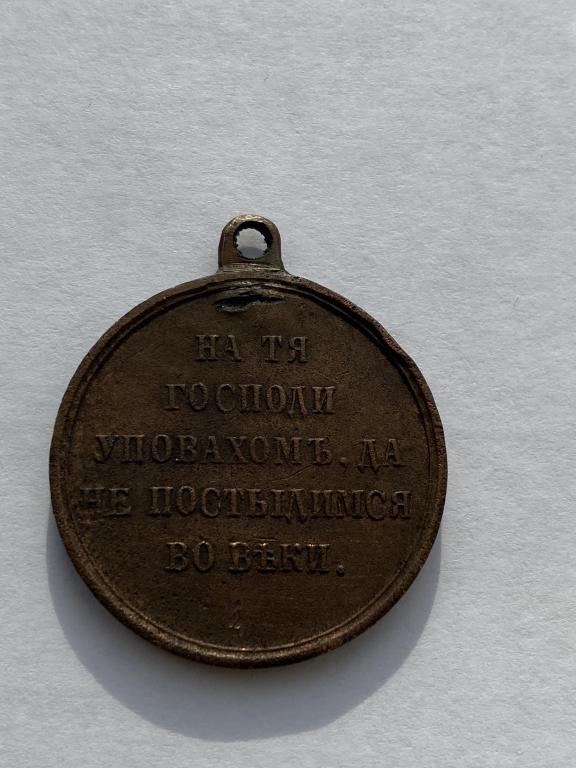 НА ТЯ
ГОСПОДИ
УПОВАХОМЪ. ДА
НЕ ПОСТЫДИМСЯ
ВО ВѢКИ.